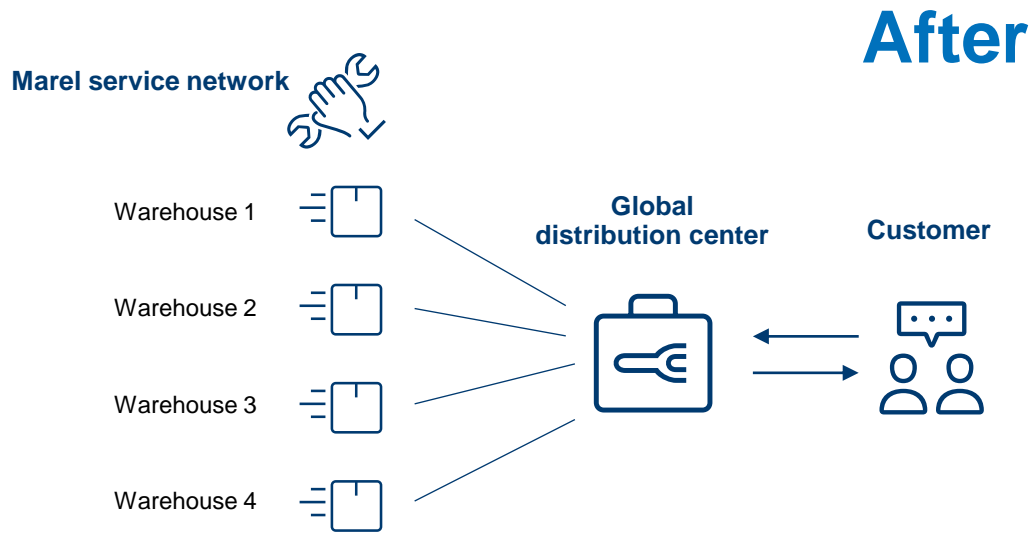 After
Marel service network
Warehouse 1
Global
distribution center
Customer
Warehouse 2
Warehouse 3
Warehouse 4